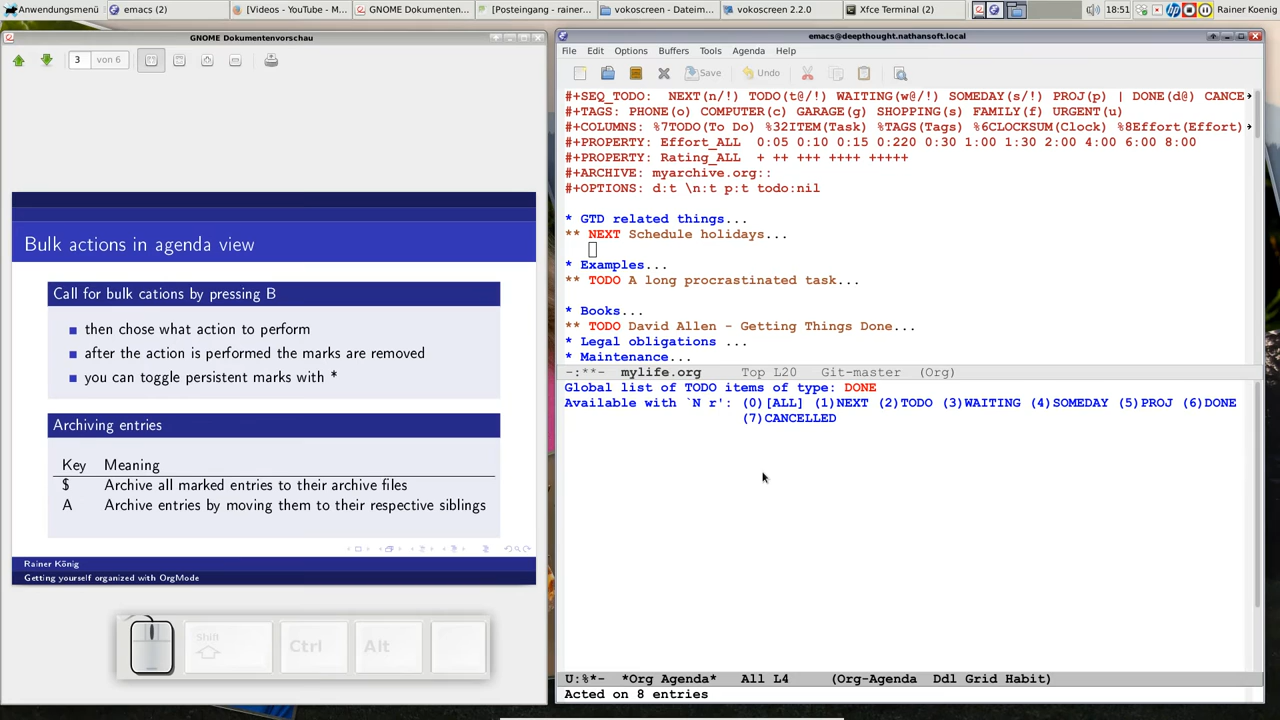 Anwendungsmenü
emacs (2)
[Videos - YouTube - M...
GNOME Dokumenten...
[Posteingang - rainer...
vokoscreen - Dateim...
vokoscreen 2.2.0
Xfce Terminal (2)
18:51
Rainer Koenig
GNOME Dokumentenvorschau
3 von 6
Bulk actions in agenda view
Call for bulk cations by pressing B
then chose what action to perform
after the action is performed the marks are removed
you can toggle persistent marks with *
Archiving entries
Key Meaning
$ Archive all marked entries to their archive files
A Archive entries by moving them to their respective siblings
Rainer König
Getting yourself organized with OrgMode
Shift
Ctrl
Alt
emacs@deepthought.nathansoft.local
File Edit Options Buffers Tools Agenda Help
Save Undo
#+SEQ_TODO: NEXT(n/!) TODO(t@/!) WAITING(w@/!) SOMEDAY(s/!) PROJ(p) | DONE(d@) CANCE
#+TAGS: PHONE(o) COMPUTER(c) GARAGE(g) SHOPPING(s) FAMILY(f) URGENT(u)
#+COLUMNS: %7TODO(To Do) %32ITEM(Task) %TAGS(Tags) %6CLOCKSUM(Clock) %8Effort(Effort)
#+PROPERTY: Effort_ALL 0:05 0:10 0:15 0:220 0:30 1:00 1:30 2:00 4:00 6:00 8:00
#+PROPERTY: Rating_ALL + ++ +++ ++++ +++++
#+ARCHIVE: myarchive.org::
#+OPTIONS: d:t \n:t p:t todo:nil
* GTD related things...
** NEXT Schedule holidays...
* Examples...
** TODO A long procrastinated task...
* Books...
** TODO David Allen - Getting Things Done...
* Legal obligations ...
* Maintenance...
-:**- mylife.org Top L20 Git-master (Org)
Global list of TODO items of type: DONE
Available with `N r': (0)[ALL] (1)NEXT (2)TODO (3)WAITING (4)SOMEDAY (5)PROJ (6)DONE
(7)CANCELLED
U:%*- *Org Agenda* All L4 (Org-Agenda Ddl Grid Habit)
Acted on 8 entries